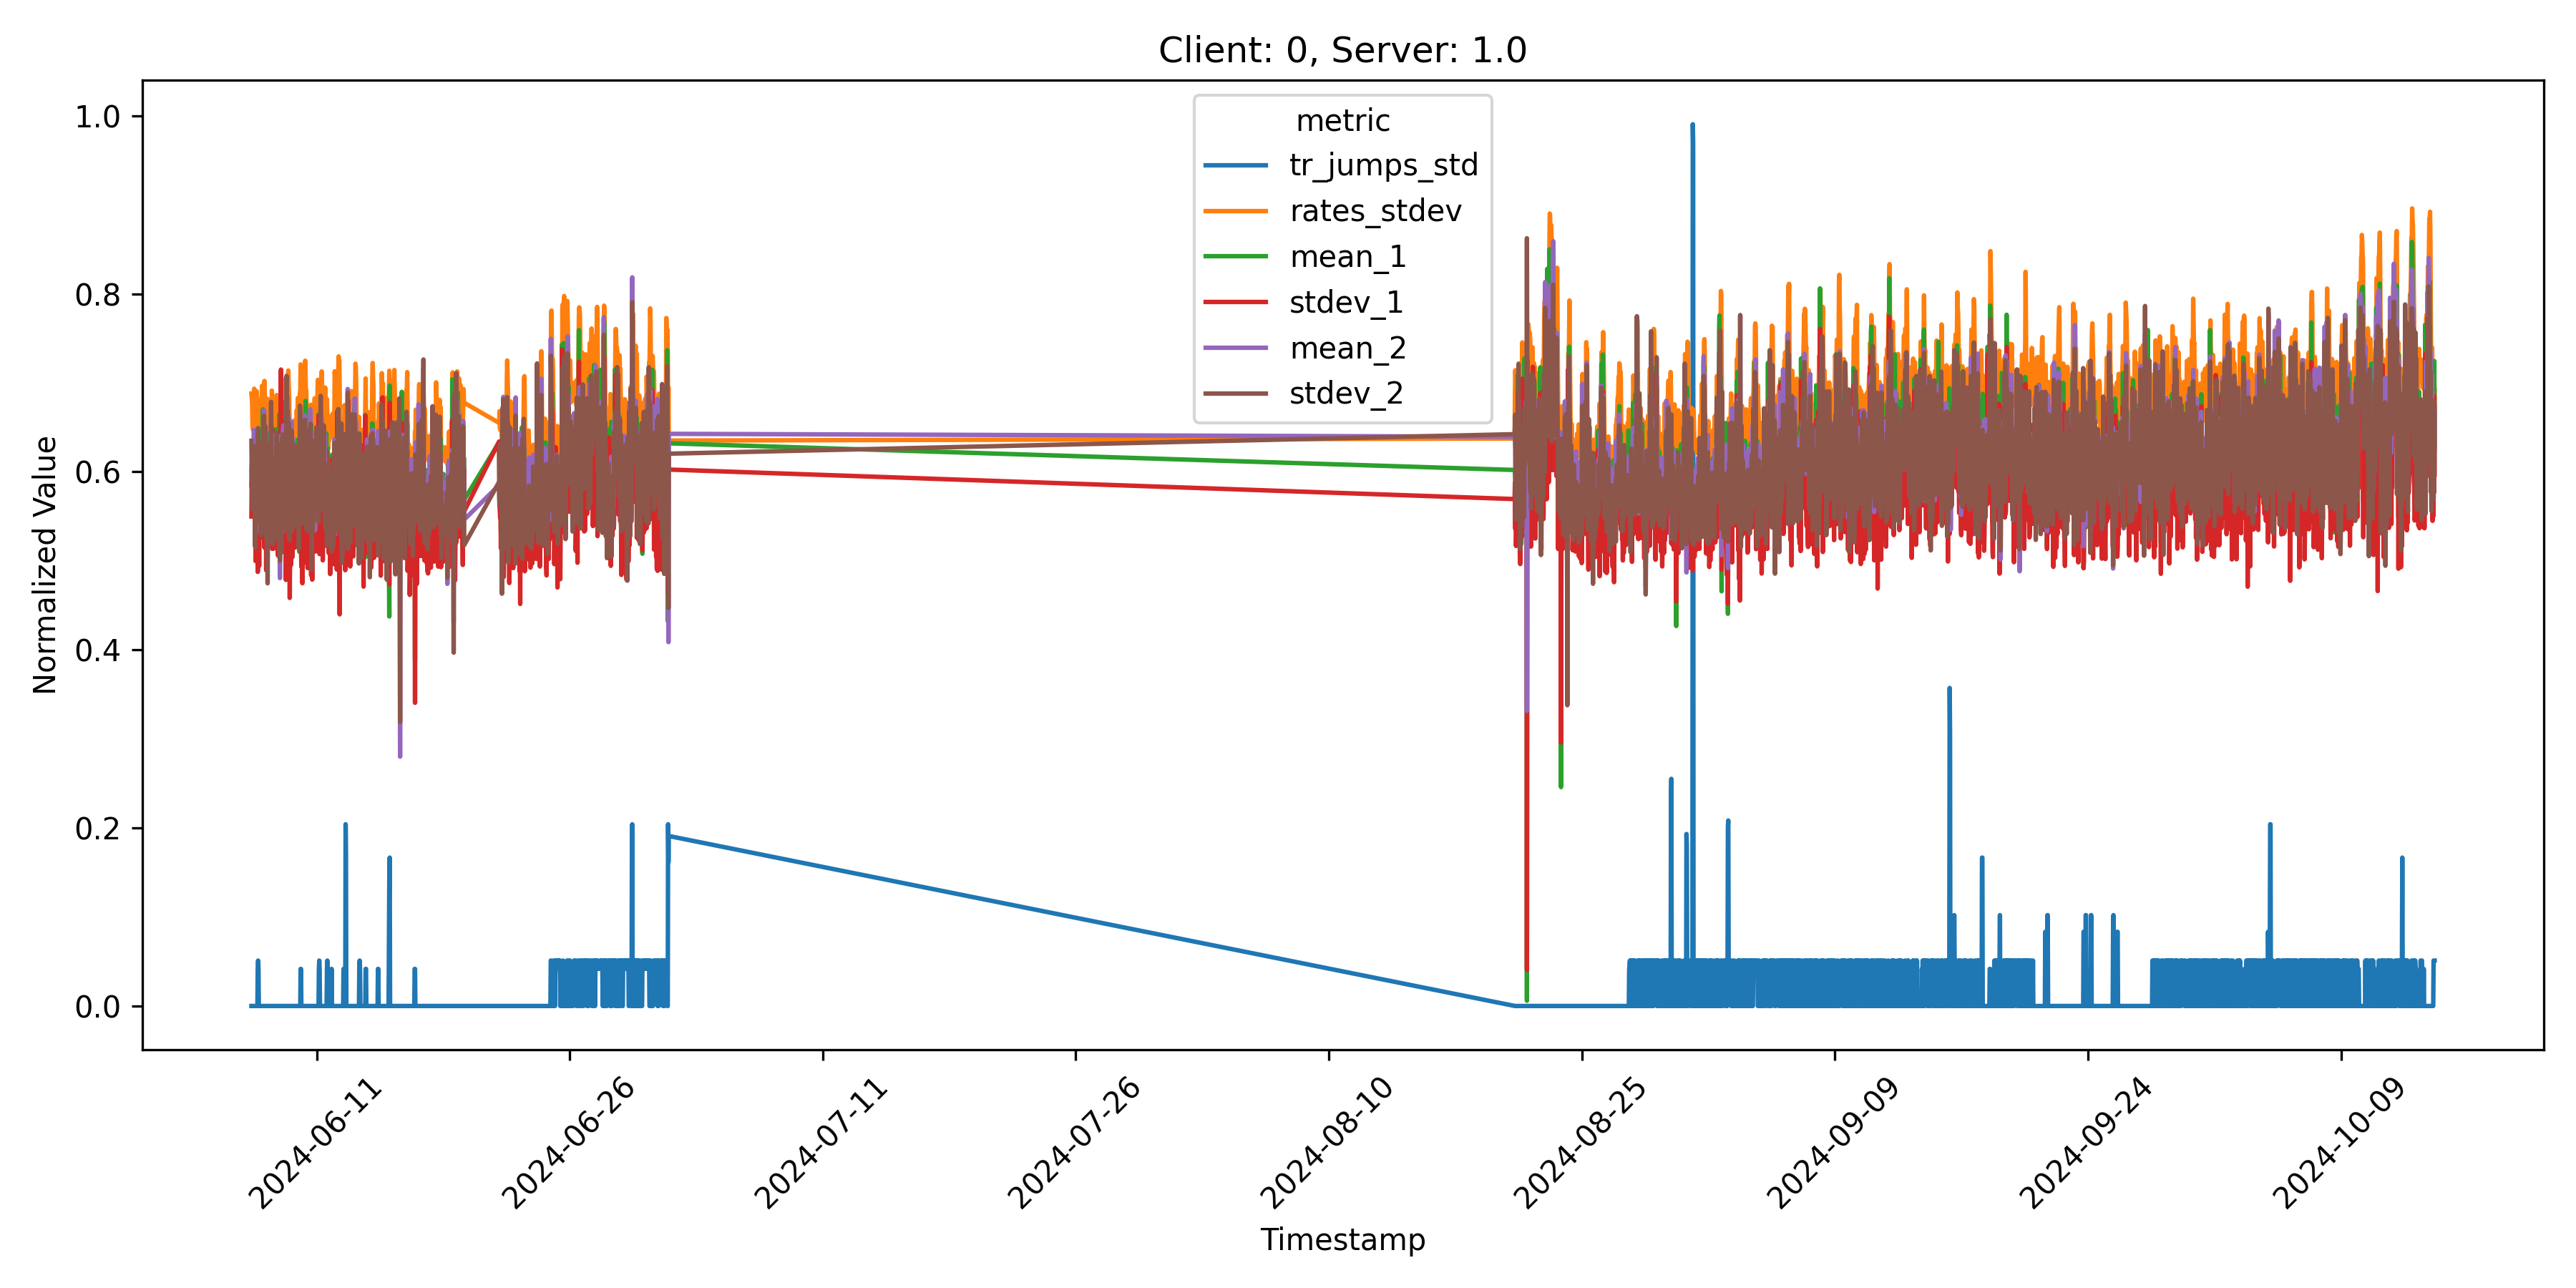 Client: 0, Server: 1.0
metric
tr_jumps_std
rates_stdev
mean_1
stdev_1
mean_2
stdev_2
Normalized Value
1.0
0.8
0.6
0.4
0.2
0.0
2024-06-11
2024-06-26
2024-07-11
2024-07-26
2024-08-10
2024-08-25
2024-09-09
2024-09-24
2024-10-09
Timestamp